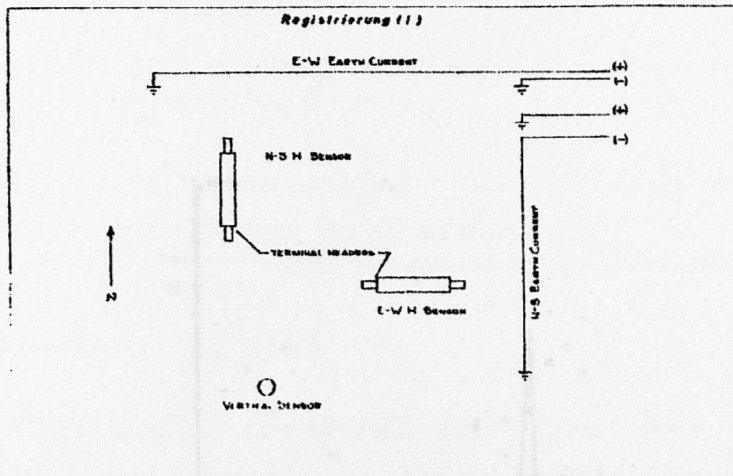 Registrierung (1)
E-W EARTH CURRENT
(+)
(-)
(+)
(-)
N-S H SENSOR
TERMINAL HEADERS
N
E-W H SENSOR
N-S EARTH CURRENT
VERTICAL SENSOR